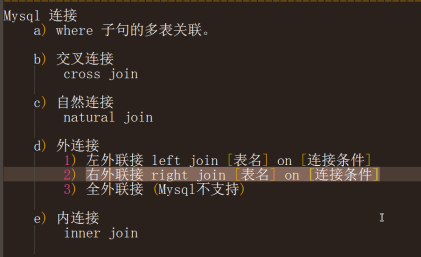 Mysql 连接
a) where 子句的多表关联。
b) 交叉连接
cross join
c) 自然连接
natural join
d) 外连接
1) 左外联接 left join [表名] on [连接条件]
2) 右外联接 right join [表名] on [连接条件]
3) 全外联接 (Mysql不支持)
e) 内连接
inner join